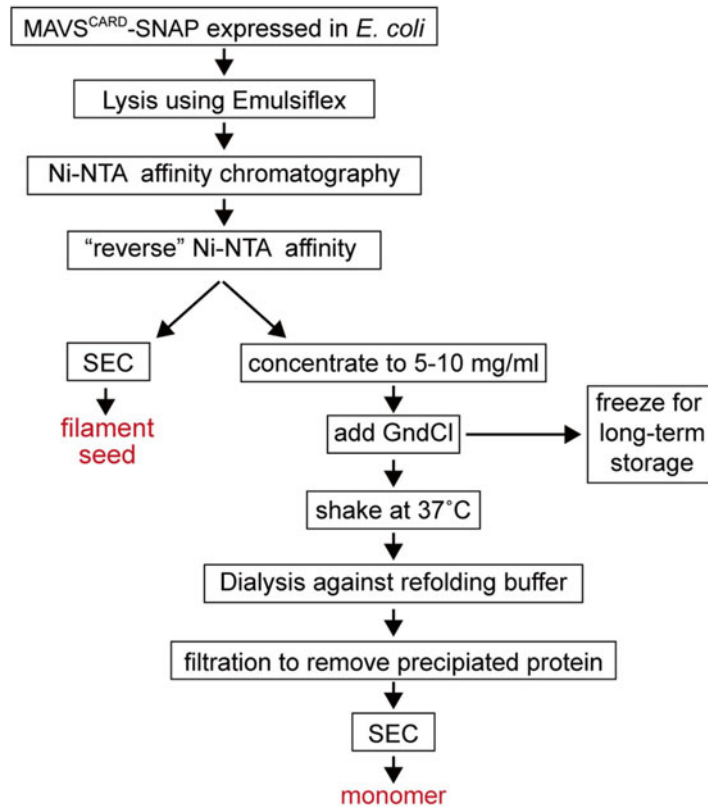 MAVSCARD-SNAP expressed in E. coli
Lysis using Emulsiflex
Ni-NTA affinity chromatography
“reverse” Ni-NTA affinity
SEC
filament
seed
concentrate to 5-10 mg/ml
add GndCl
freeze for
long-term
storage
shake at 37˚C
Dialysis against refolding buffer
filtration to remove precipiated protein
SEC
monomer